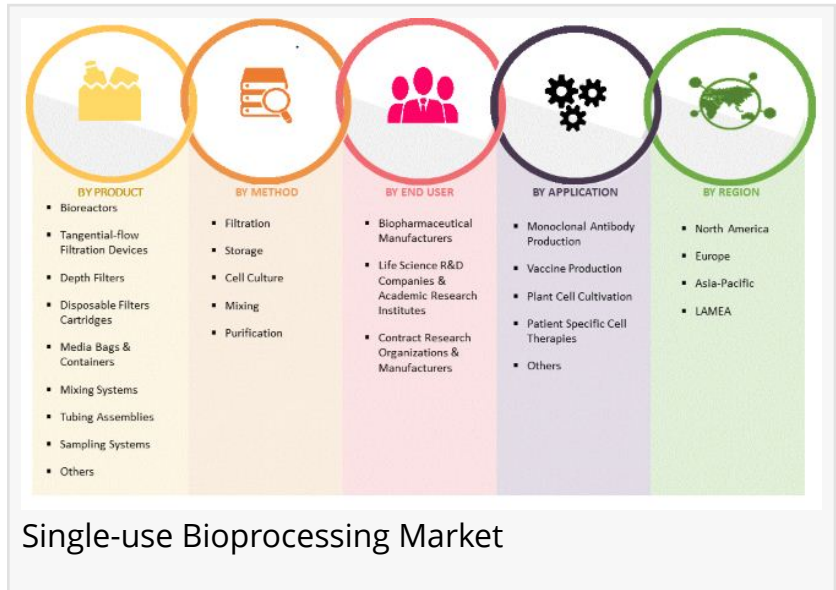 BY PRODUCT
Bioreactors
Tangential-flow
Filtration Devices
Depth Filters
Disposable Filters
Cartridges
Media Bags &
Containers
Mixing Systems
Tubing Assemblies
Sampling Systems
Others
BY METHOD
Filtration
Storage
Cell Culture
Mixing
Purification
BY END USER
Biopharmaceutical
Manufacturers
Life Science R&D
Companies &
Academic Research
Institutes
Contract Research
Organizations &
Manufacturers
BY APPLICATION
Monoclonal Antibody
Production
Vaccine Production
Plant Cell Cultivation
Patient Specific Cell
Therapies
Others
BY REGION
North America
Europe
Asia-Pacific
LAMEA
Single-use Bioprocessing Market